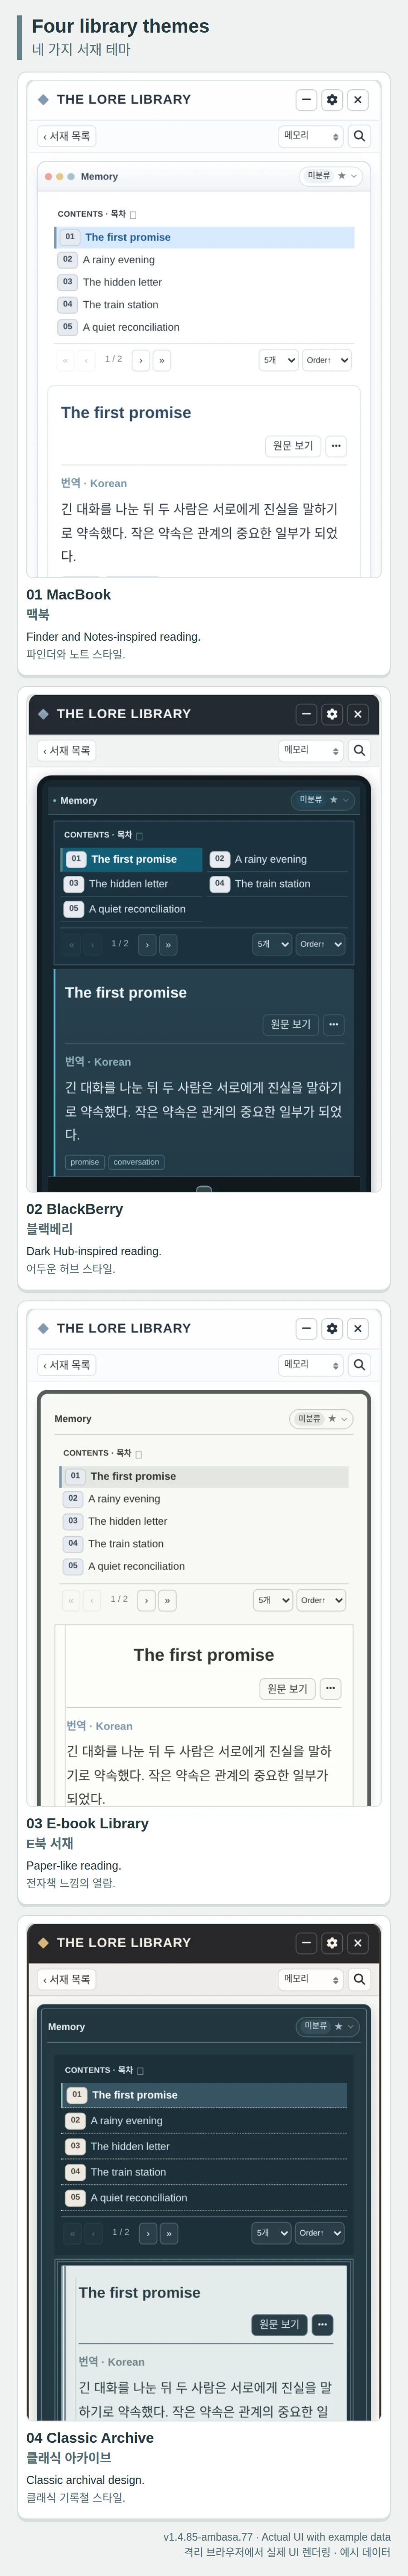 Four library themes
네 가지 서재 테마
THE LORE LIBRARY
‹ 서재 목록
메모리
Memory
미분류 ★
CONTENTS · 목차
01 The first promise
02 A rainy evening
03 The hidden letter
04 The train station
05 A quiet reconciliation
« ‹ 1 / 2 › »
5개 Order↑
The first promise
원문 보기 •••
번역 · Korean
긴 대화를 나눈 뒤 두 사람은 서로에게 진실을 말하기
로 약속했다. 작은 약속은 관계의 중요한 일부가 되었
다.
01 MacBook
맥북
Finder and Notes-inspired reading.
파인더와 노트 스타일.
THE LORE LIBRARY
‹ 서재 목록
메모리
Memory
미분류 ★
CONTENTS · 목차
01 The first promise
02 A rainy evening
03 The hidden letter
04 The train station
05 A quiet reconciliation
« ‹ 1 / 2 › »
5개 Order↑
The first promise
원문 보기 •••
번역 · Korean
긴 대화를 나눈 뒤 두 사람은 서로에게 진실을 말하기
로 약속했다. 작은 약속은 관계의 중요한 일부가 되었
다.
promise conversation
02 BlackBerry
블랙베리
Dark Hub-inspired reading.
어두운 허브 스타일.
THE LORE LIBRARY
‹ 서재 목록
메모리
Memory
미분류 ★
CONTENTS · 목차
01 The first promise
02 A rainy evening
03 The hidden letter
04 The train station
05 A quiet reconciliation
« ‹ 1 / 2 › »
5개 Order↑
The first promise
원문 보기 •••
번역 · Korean
긴 대화를 나눈 뒤 두 사람은 서로에게 진실을 말하
기로 약속했다. 작은 약속은 관계의 중요한 일부가
되었다.
03 E-book Library
E북 서재
Paper-like reading.
전자책 느낌의 열람.
THE LORE LIBRARY
‹ 서재 목록
메모리
Memory
미분류 ★
CONTENTS · 목차
01 The first promise
02 A rainy evening
03 The hidden letter
04 The train station
05 A quiet reconciliation
« ‹ 1 / 2 › »
5개 Order↑
The first promise
원문 보기 •••
번역 · Korean
긴 대화를 나눈 뒤 두 사람은 서로에게 진실을 말
하기로 약속했다. 작은 약속은 관계의 중요한 일
04 Classic Archive
클래식 아카이브
Classic archival design.
클래식 기록철 스타일.
v1.4.85-ambasa.77 · Actual UI with example data
격리 브라우저에서 실제 UI 렌더링 · 예시 데이터